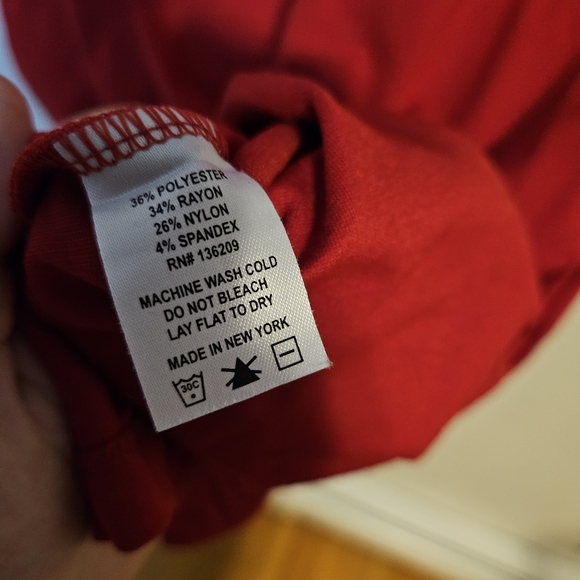 36% POLYESTER
34% RAYON
26% NYLON
4% SPANDEX
RN# 136209
MACHINE WASH COLD
DO NOT BLEACH
LAY FLAT TO DRY
MADE IN NEW YORK
30C